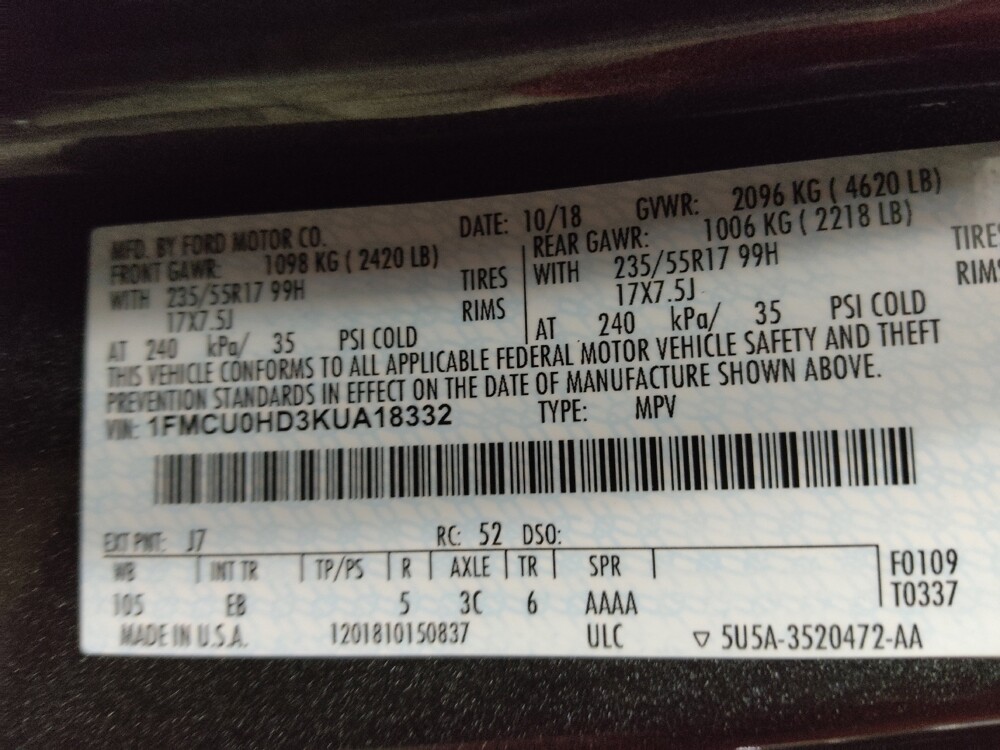 MFD. BY FORD MOTOR CO. DATE: 10/18 GVWR: 2096 KG ( 4620 LB)
FRONT GAWR: 1098 KG ( 2420 LB) REAR GAWR: 1006 KG ( 2218 LB)
WITH 235/55R17 99H TIRES WITH 235/55R17 99H TIRES
17X7.5J RIMS 17X7.5J RIMS
AT 240 kPa/ 35 PSI COLD AT 240 kPa/ 35 PSI COLD
THIS VEHICLE CONFORMS TO ALL APPLICABLE FEDERAL MOTOR VEHICLE SAFETY AND THEFT
PREVENTION STANDARDS IN EFFECT ON THE DATE OF MANUFACTURE SHOWN ABOVE.
VIN: 1FMCU0HD3KUA18332 TYPE: MPV
EXT PNT: J7 RC: 52 DSO:
WB INT TR TP/PS R AXLE TR SPR F0109
105 EB 5 3C 6 AAAA T0337
MADE IN U.S.A. 1201810150837 ULC ▽ 5U5A-3520472-AA